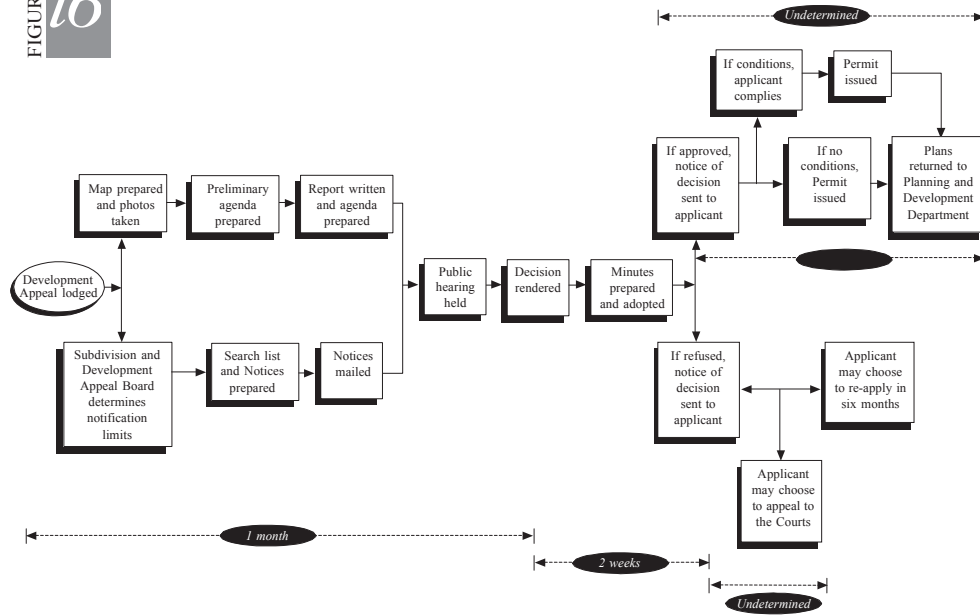 FIGUR
16
Undetermined
If conditions,
applicant
complies
Permit
issued
If approved,
notice of
decision
sent to
applicant
If no
conditions,
Permit
issued
Plans
returned to
Planning and
Development
Department
Map prepared
and photos
taken
Preliminary
agenda
prepared
Report written
and agenda
prepared
Development
Appeal lodged
Public
hearing
held
Decision
rendered
Minutes
prepared
and adopted
Subdivision and
Development
Appeal Board
determines
notification
limits
Search list
and Notices
prepared
Notices
mailed
If refused,
notice of
decision
sent to
applicant
Applicant
may choose
to re-apply in
six months
Applicant
may choose
to appeal to
the Courts
1 month
2 weeks
Undetermined